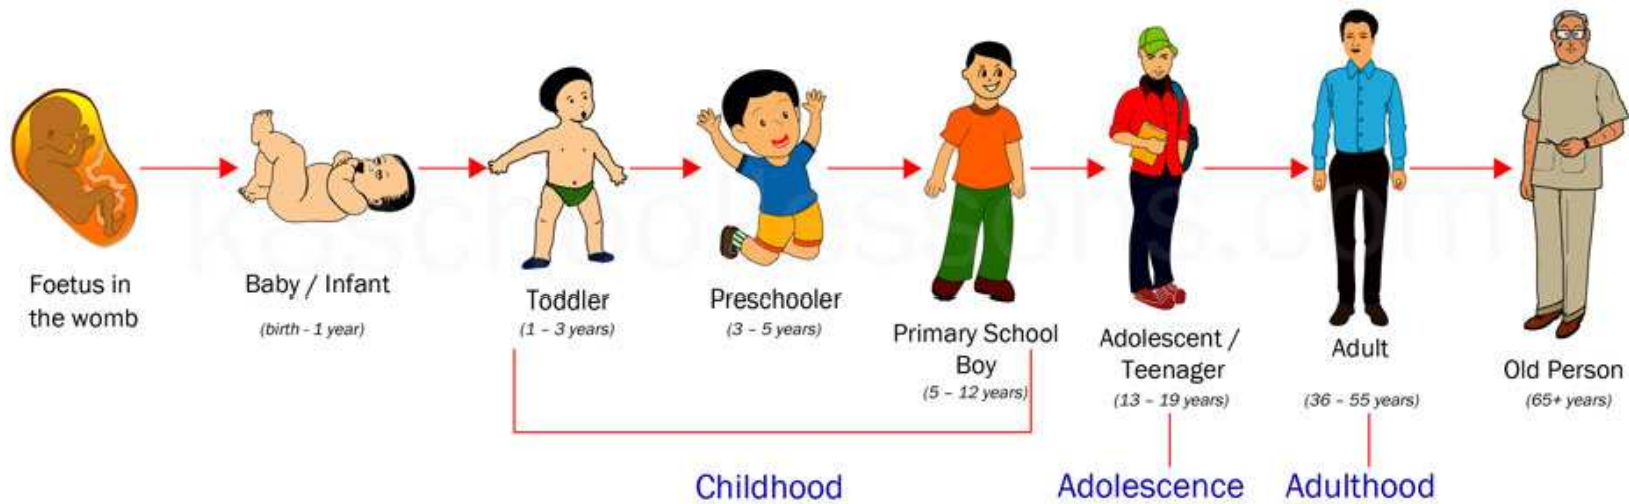 Foetus in
the womb
Baby / Infant
(birth - 1 year)
Toddler
(1 – 3 years)
Preschooler
(3 – 5 years)
Primary School
Boy
(5 – 12 years)
Adolescent /
Teenager
(13 – 19 years)
Adult
(36 – 55 years)
Old Person
(65+ years)
Childhood
Adolescence
Adulthood
k8schoollessons.com